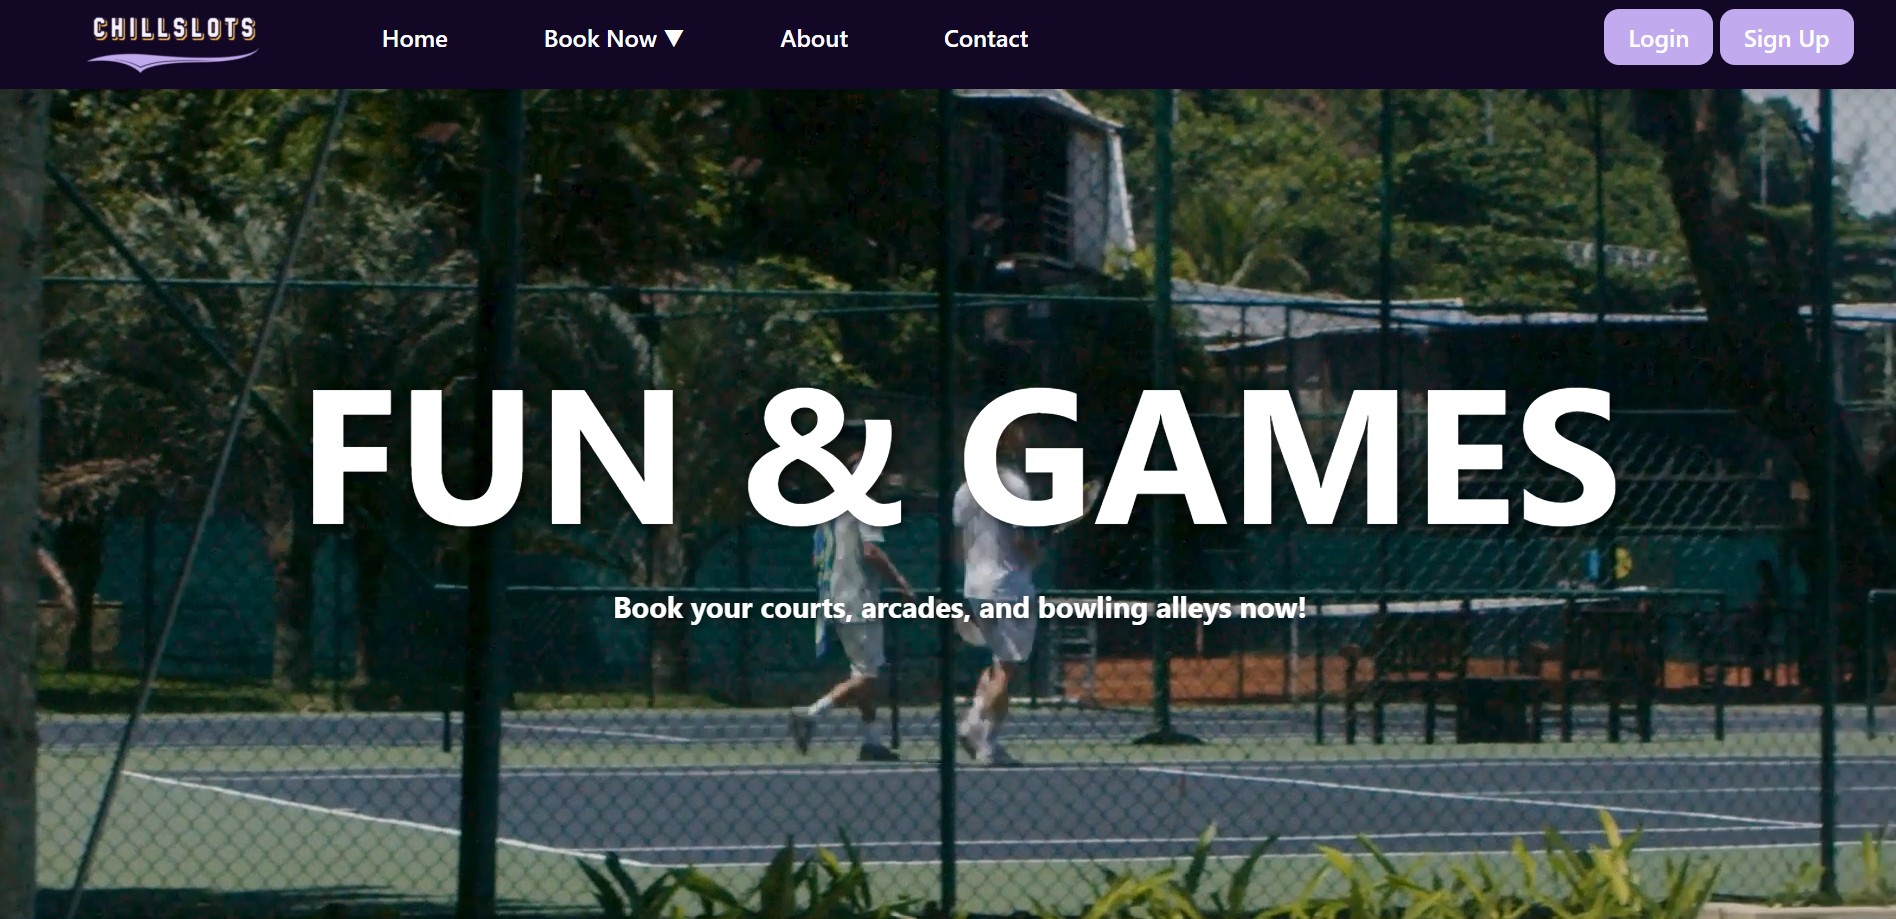 CHILLSLOTS
Home
Book Now ▼
About
Contact
Login
Sign Up
FUN & GAMES
Book your courts, arcades, and bowling alleys now!